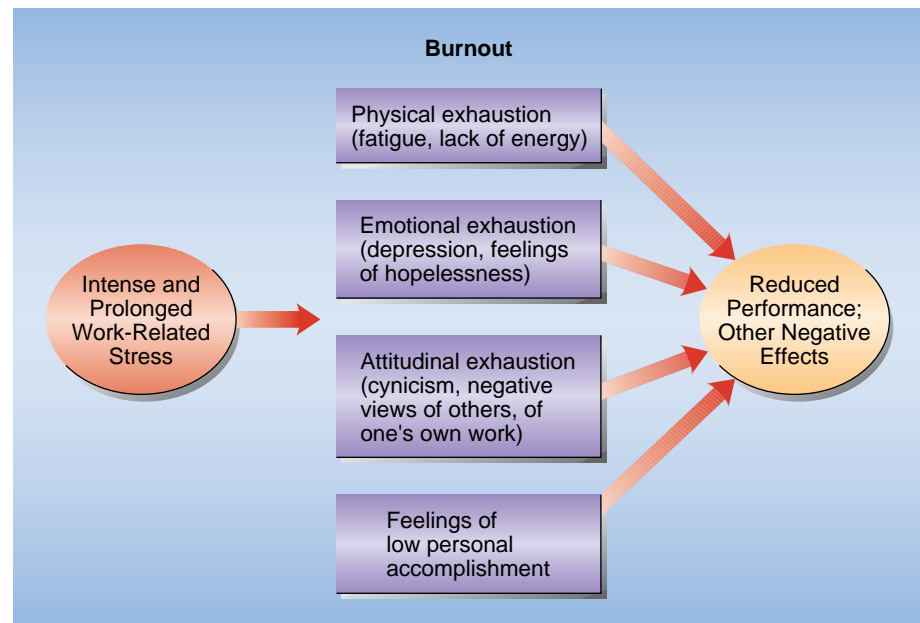 Burnout
Physical exhaustion
(fatigue, lack of energy)
Emotional exhaustion
(depression, feelings
of hopelessness)
Intense and
Prolonged
Work-Related
Stress
Reduced
Performance;
Other Negative
Effects
Attitudinal exhaustion
(cynicism, negative
views of others, of
one's own work)
Feelings of
low personal
accomplishment